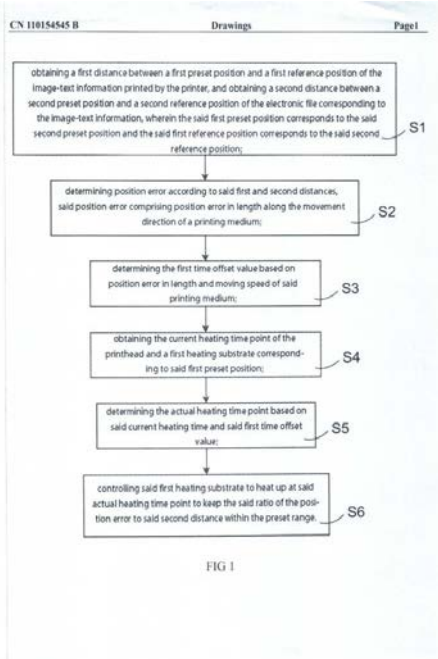 CN 110154545 B Drawings Page1
obtaining a first distance between a first preset position and a first reference position of the
image-text information printed by the printer, and obtaining a second distance between a
second preset position and a second reference position of the electronic file corresponding to
the image-text information, wherein the said first preset position corresponds to the said
second preset position and the said first reference position corresponds to the said second
reference position;
S1
determining position error according to said first and second distances,
said position error comprising position error in length along the movement
direction of a printing medium;
S2
determining the first time offset value based on
position error in length and moving speed of said
printing medium;
S3
obtaining the current heating time point of the
printhead and a first heating substrate correspond-
ing to said first preset position;
S4
determining the actual heating time point based on
said current heating time and said first time offset
value;
S5
controlling said first heating substrate to heat up at said
actual heating time point to keep the said ratio of the posi-
tion error to said second distance within the preset range.
S6
FIG 1